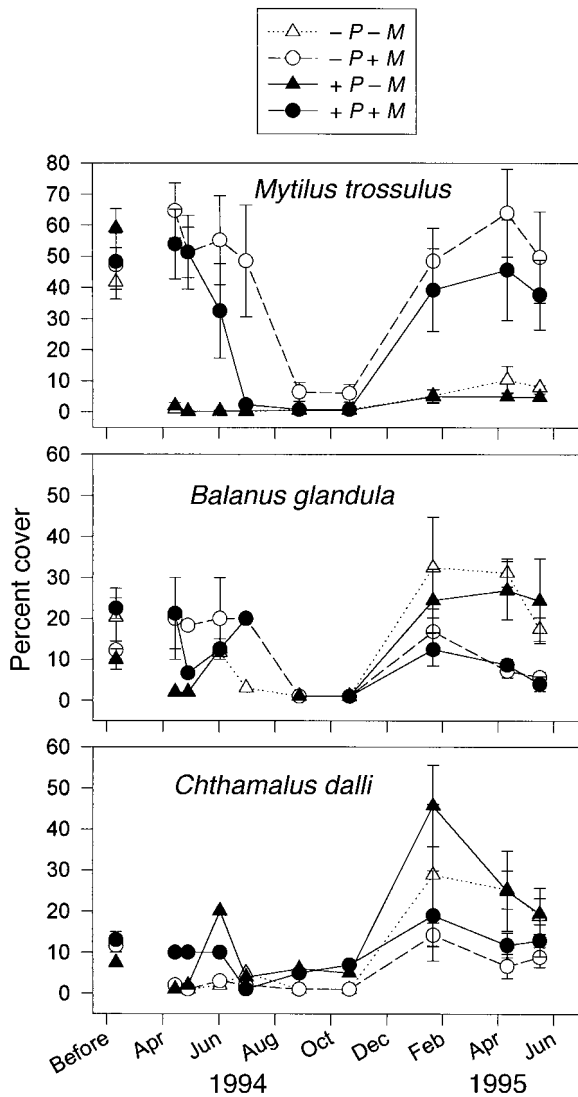 – P – M
– P + M
+ P – M
+ P + M
Mytilus trossulus
80
70
60
50
40
30
20
10
0
Balanus glandula
60
50
40
30
20
10
0
Percent cover
Chthamalus dalli
60
50
40
30
20
10
0
Before Apr Jun Aug Oct Dec Feb Apr Jun
1994 1995